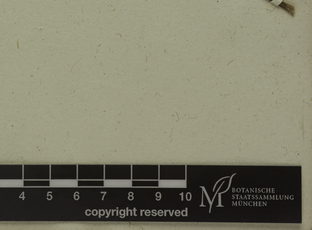 4 5 6 7 8 9 10
copyright reserved
M
BOTANISCHE
STAATSSAMMLUNG
MÜNCHEN